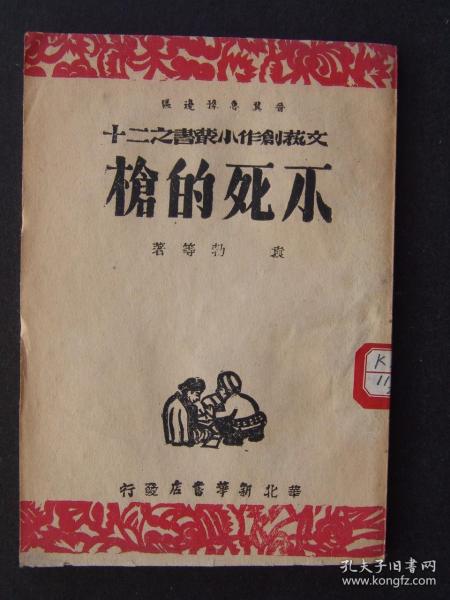 晉冀魯豫邊區
文藝創作小叢書之二十
不死的槍
袁勃等著
K
11
華北新華書店發行
孔夫子旧书网
www.kongfz.com